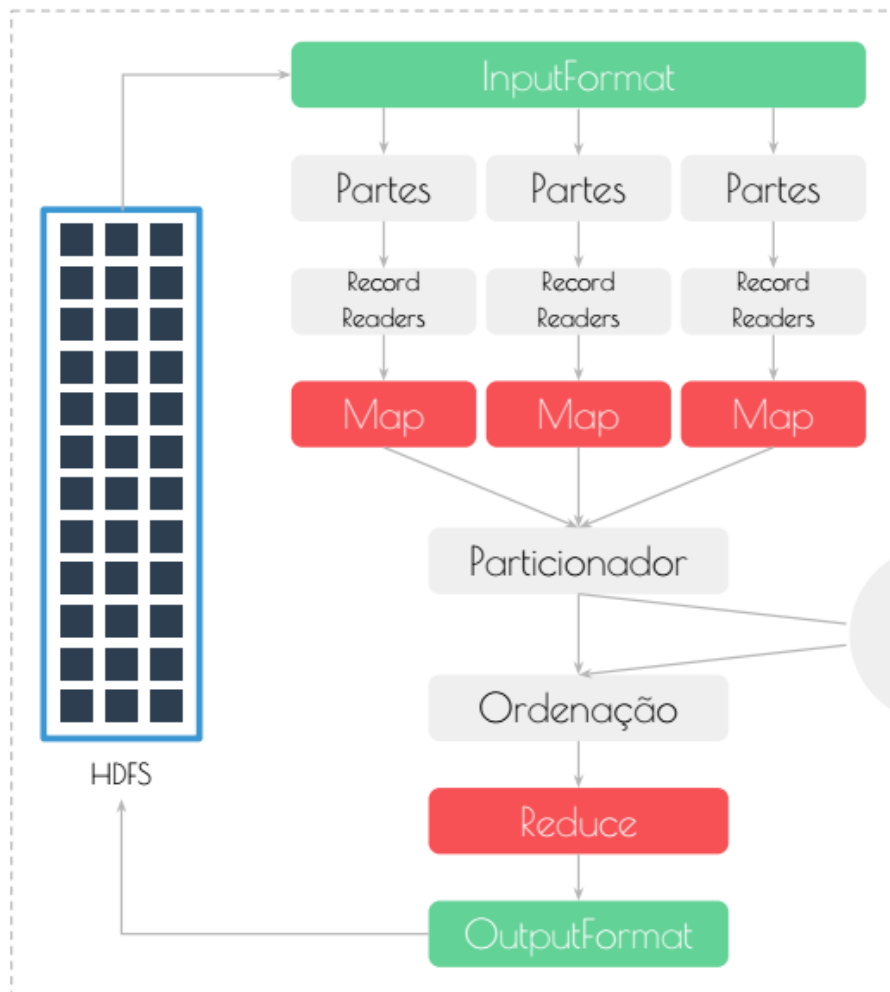 InputFormat
Partes Partes Partes
Record Record Record
Readers Readers Readers
Map Map Map
Particionador
Ordenação
HDFS
Reduce
OutputFormat